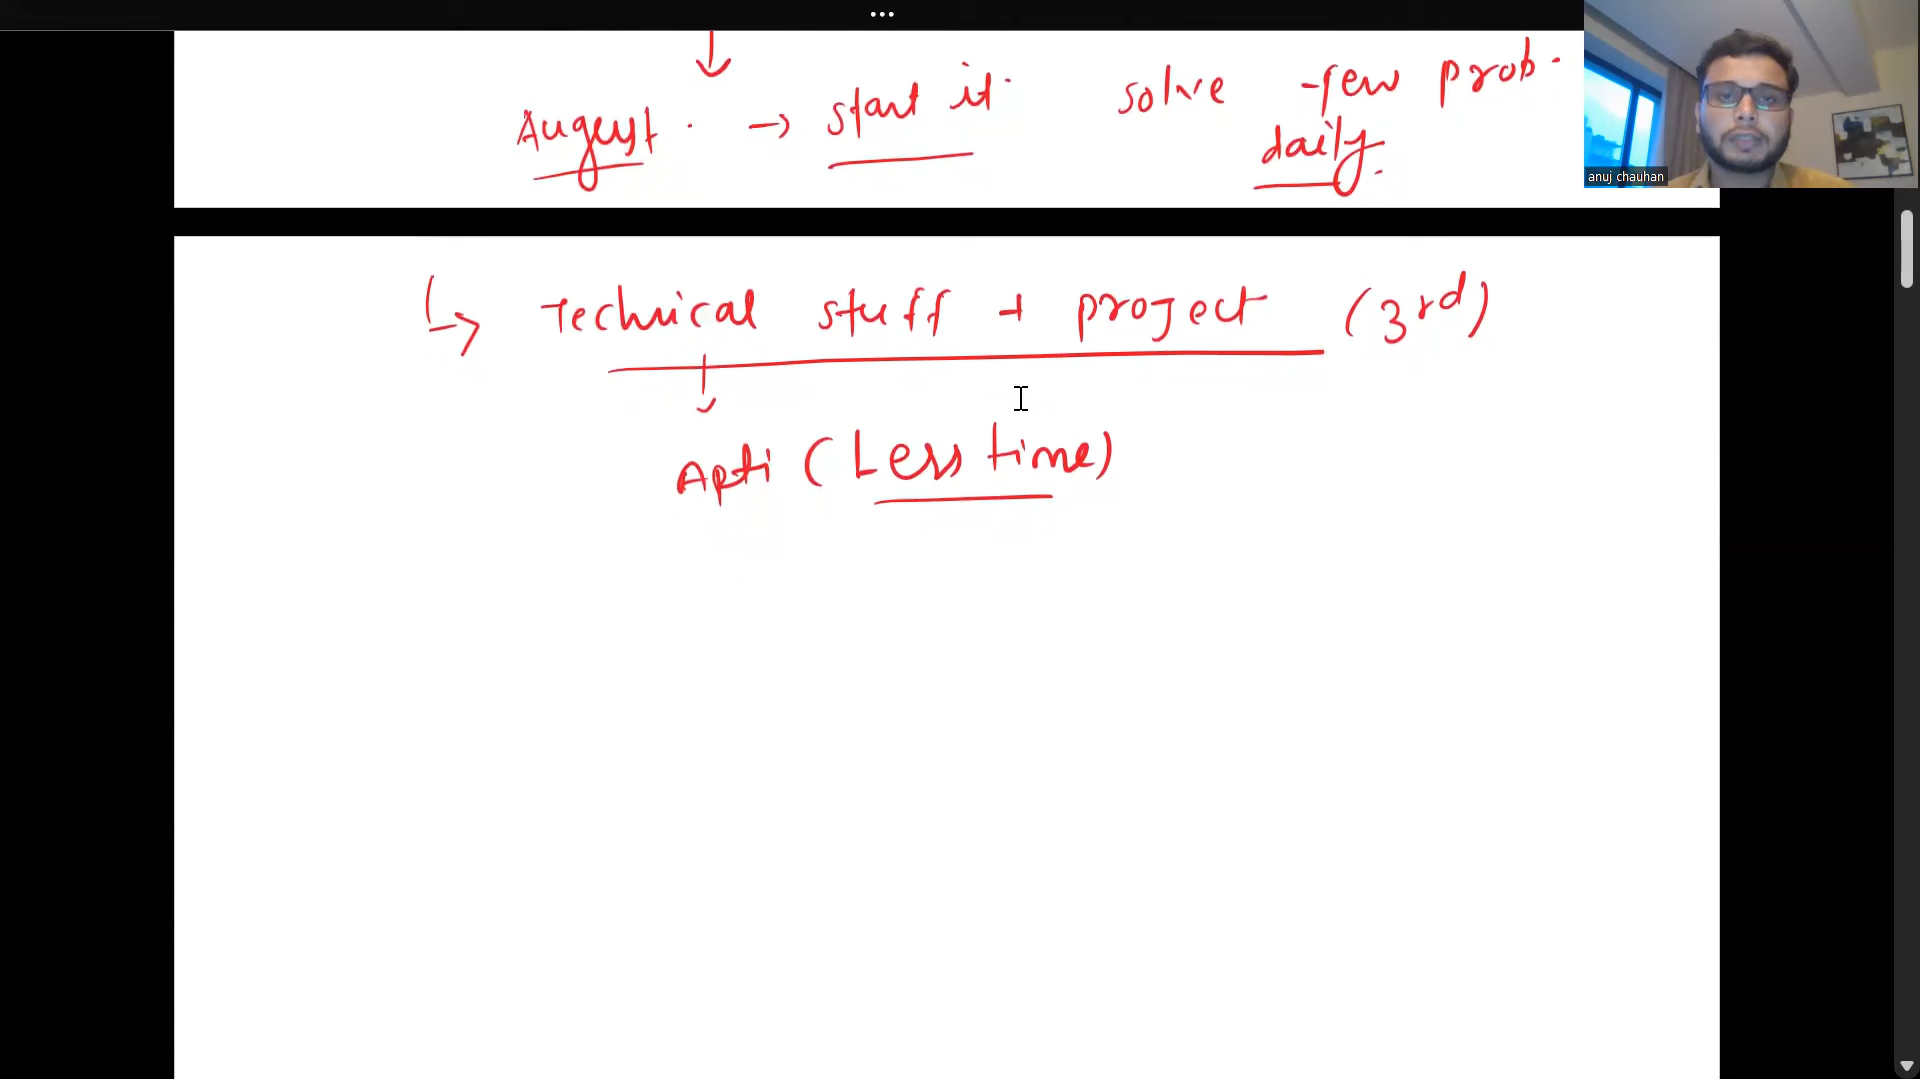 August. → start it. solve few prob.
daily.
anuj chauhan
↳ Technical stuff + project (3rd)
↓
Apti (Less time)